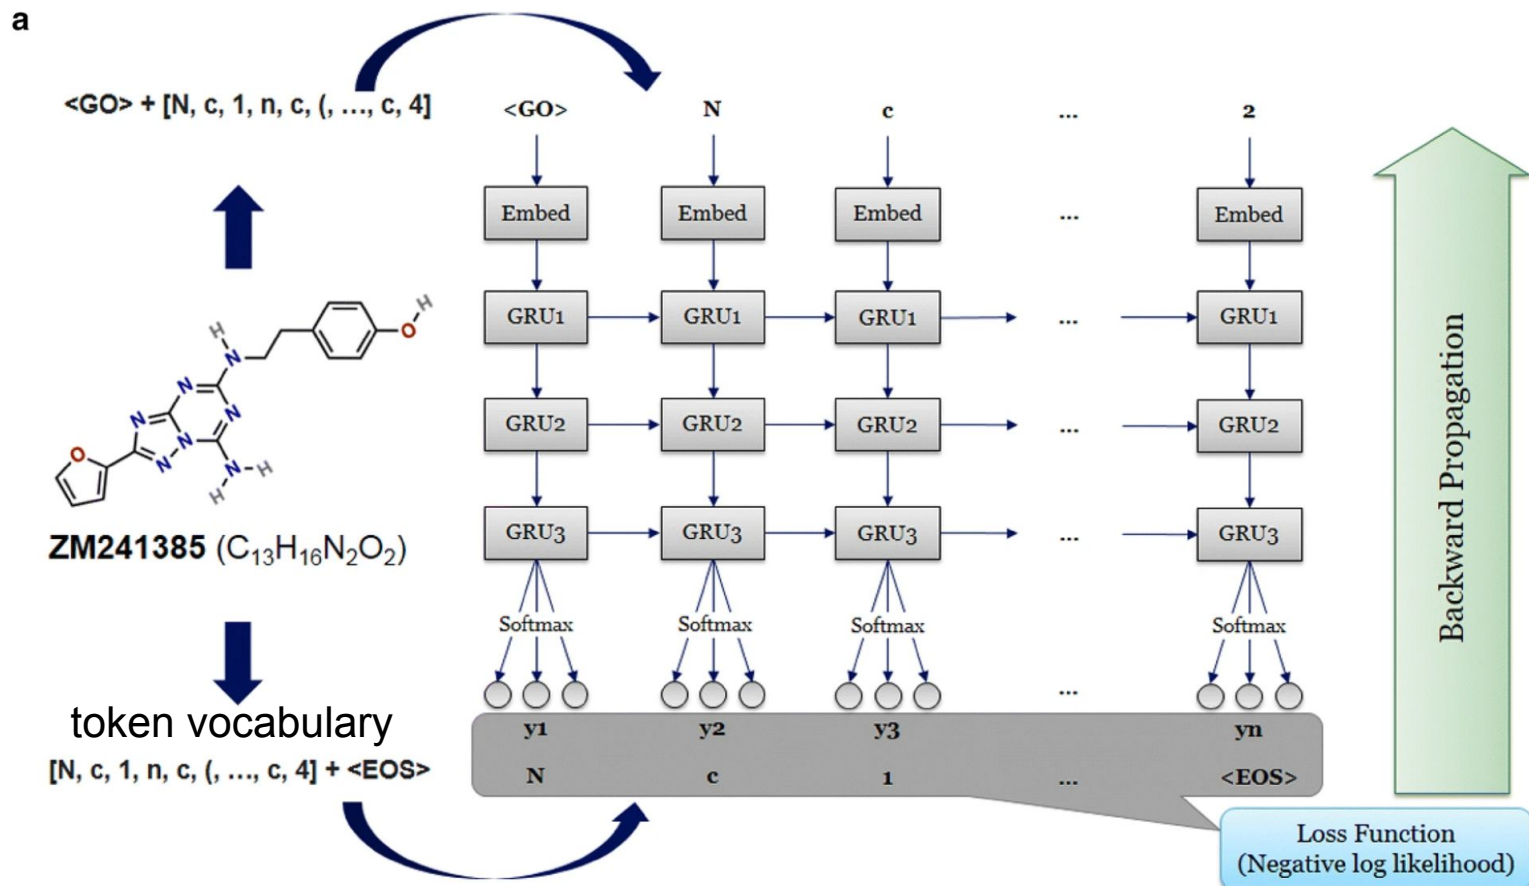 a
<GO> + [N, c, 1, n, c, (, ..., c, 4]
<GO> N c ... 2
Embed Embed Embed ... Embed
GRU1 GRU1 GRU1 ... GRU1
GRU2 GRU2 GRU2 ... GRU2
GRU3 GRU3 GRU3 ... GRU3
Softmax Softmax Softmax Softmax
...
y1 y2 y3 yn
N c 1 ... <EOS>
H
O
H
N
N
N
N
N
N
O
N
H
H
ZM241385 (C₁₃H₁₆N₂O₂)
token vocabulary
[N, c, 1, n, c, (, ..., c, 4] + <EOS>
Backward Propagation
Loss Function
(Negative log likelihood)